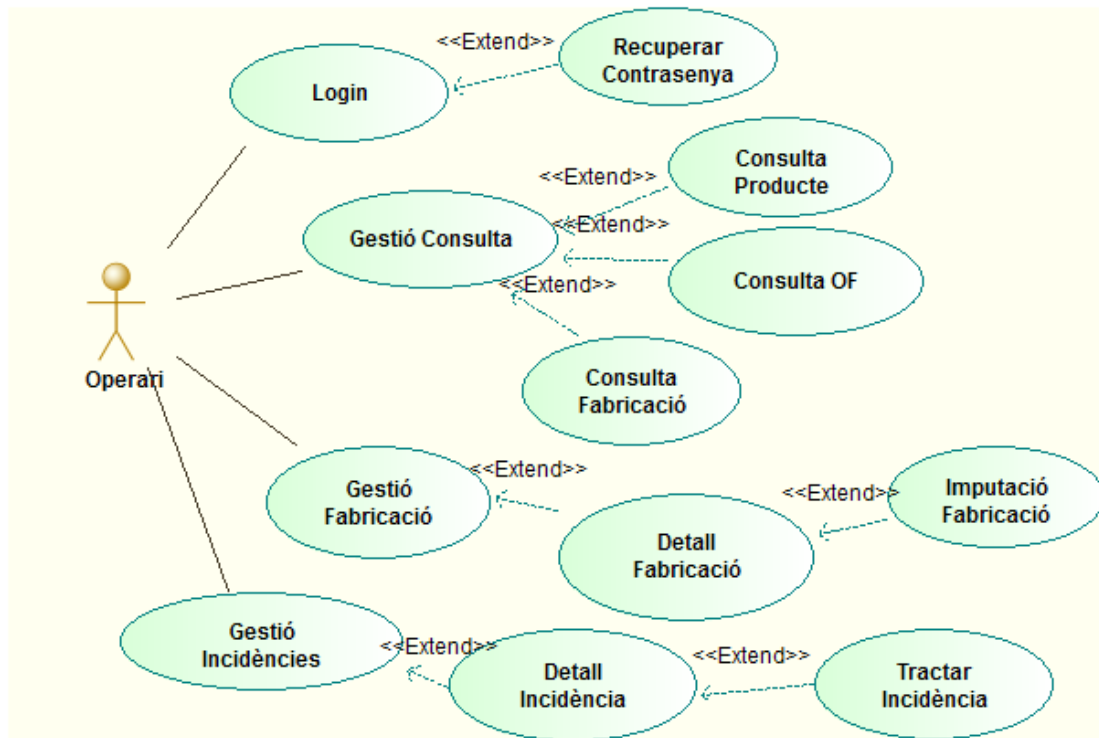 <<Extend>>
Recuperar
Contrasenya
Login
Consulta
Producte
<<Extend>>
<<Extend>>
Gestió Consulta
Consulta OF
<<Extend>>
Operari
Consulta
Fabricació
<<Extend>>
Gestió
Fabricació
<<Extend>>
Imputació
Fabricació
Detall
Fabricació
Gestió
Incidències
<<Extend>>
Detall
Incidència
<<Extend>>
Tractar
Incidència